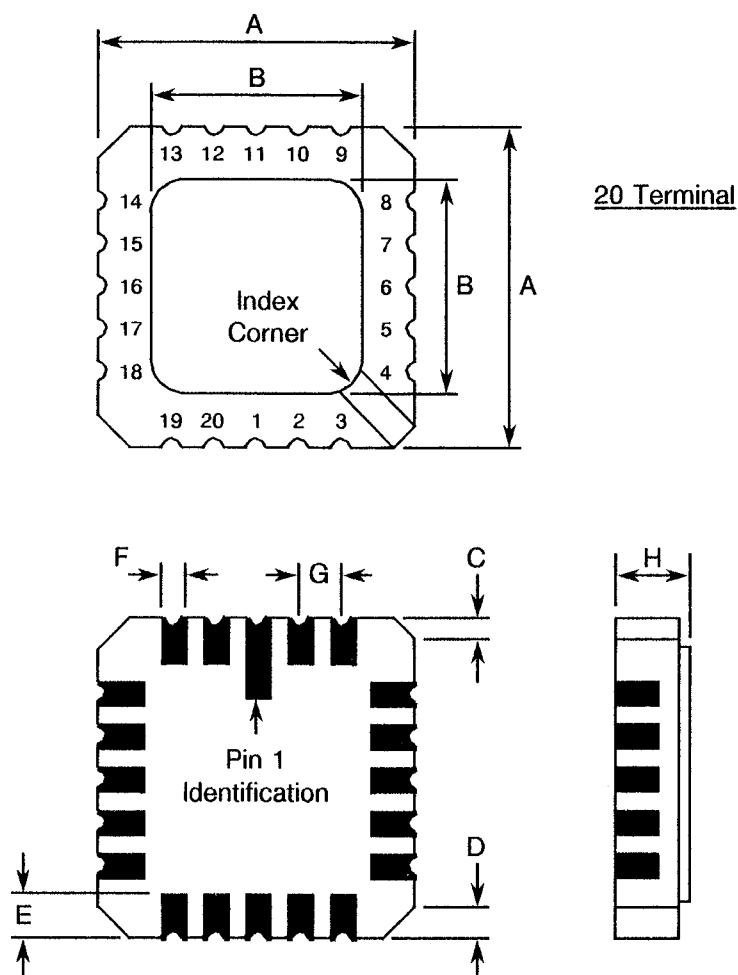 A
B
13 12 11 10 9
14
15
16
17
18
8
7
6
5
4
Index
Corner
B
A
19 20 1 2 3
20 Terminal
F
G
C
H
Pin 1
Identification
D
E